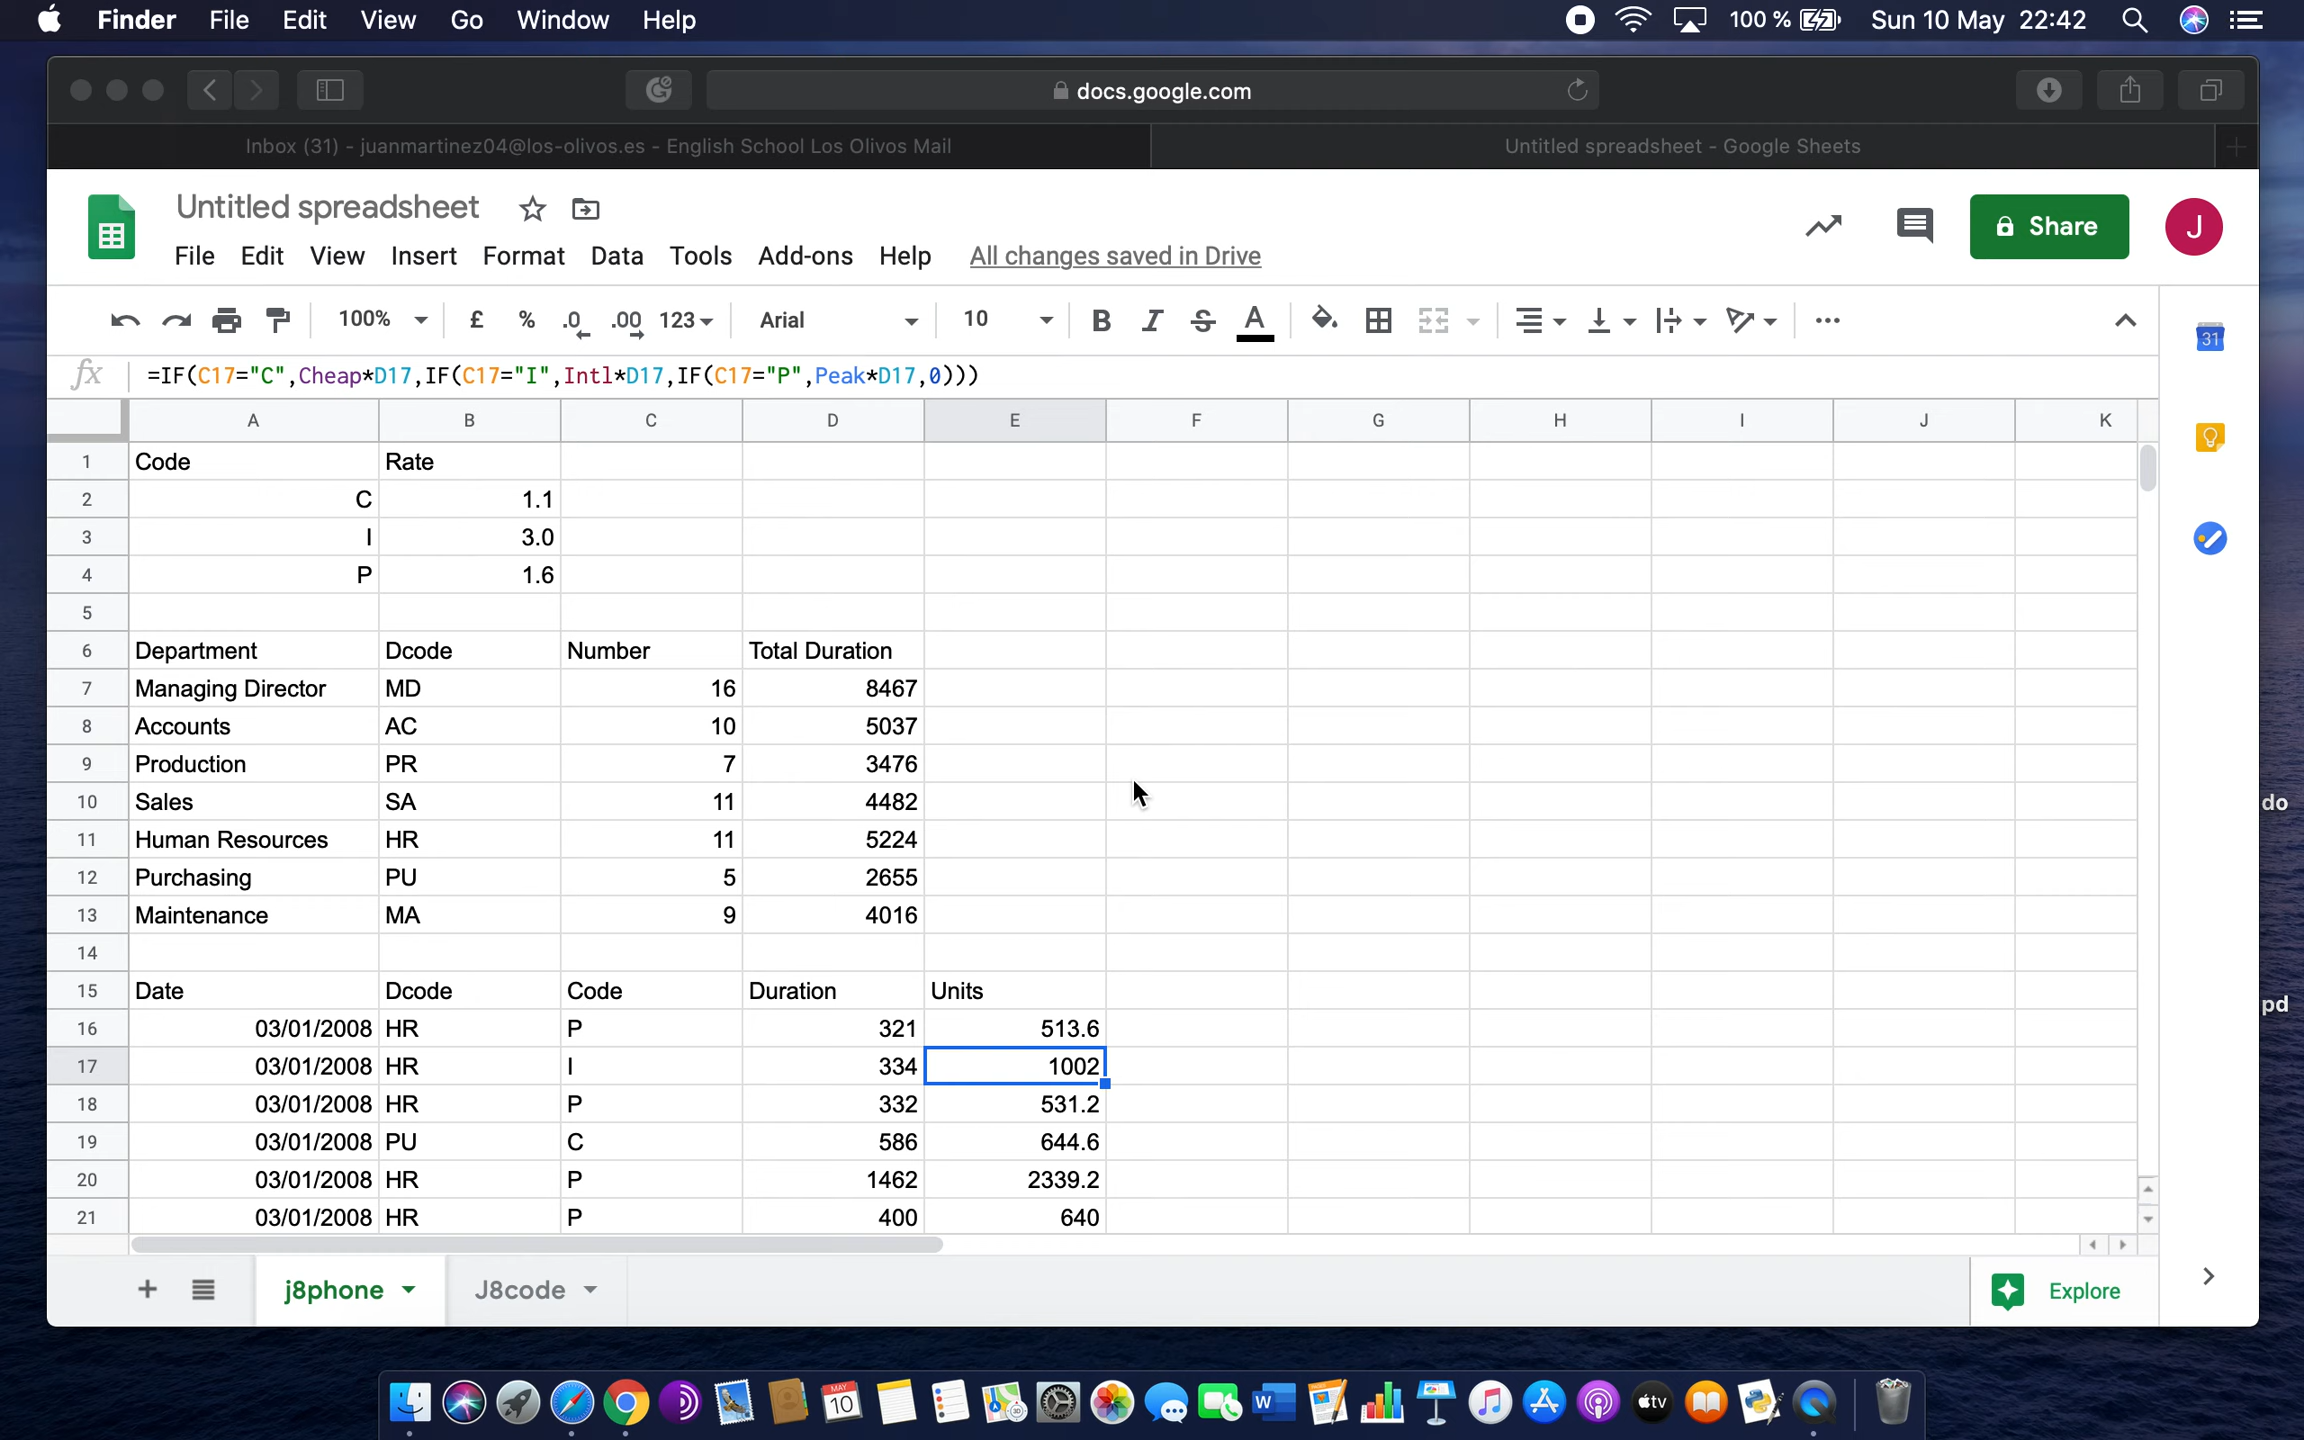 Finder File Edit View Go Window Help 100 % Sun 10 May 22:42
docs.google.com
Inbox (31) - juanmartinez04@los-olivos.es - English School Los Olivos Mail Untitled spreadsheet - Google Sheets
Untitled spreadsheet
Share J
File Edit View Insert Format Data Tools Add-ons Help All changes saved in Drive
100% £ % .0 .00 123 Arial 10 B I S A
31
fx =IF(C17="C",Cheap*D17,IF(C17="I",Intl*D17,IF(C17="P",Peak*D17,0)))
A B C D E F G H I J K
1 Code Rate
2 C 1.1
3 I 3.0
4 P 1.6
5
6 Department Dcode Number Total Duration
7 Managing Director MD 16 8467
8 Accounts AC 10 5037
9 Production PR 7 3476
10 Sales SA 11 4482
do
11 Human Resources HR 11 5224
12 Purchasing PU 5 2655
13 Maintenance MA 9 4016
14
15 Date Dcode Code Duration Units
pd
16 03/01/2008 HR P 321 513.6
17 03/01/2008 HR I 334 1002
18 03/01/2008 HR P 332 531.2
19 03/01/2008 PU C 586 644.6
20 03/01/2008 HR P 1462 2339.2
21 03/01/2008 HR P 400 640
+ j8phone J8code Explore
MAY
10
W
tv